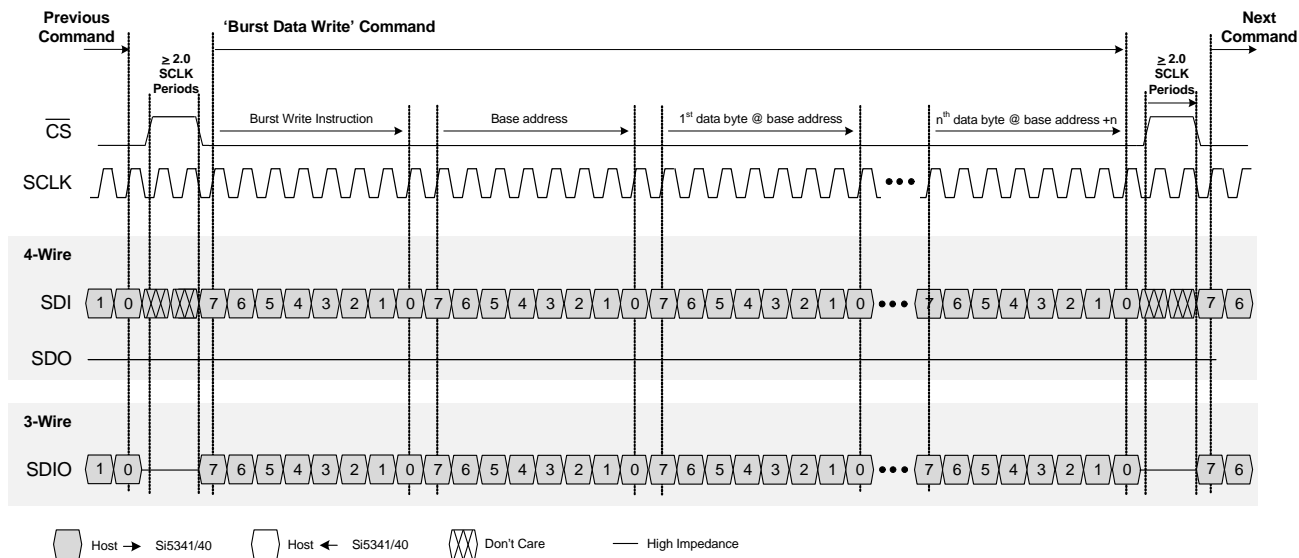 Previous Command
'Burst Data Write' Command
Next Command
≥ 2.0 SCLK Periods
≥ 2.0 SCLK Periods
CS
Burst Write Instruction
Base address
1st data byte @ base address
nth data byte @ base address +n
SCLK
4-Wire
SDI
1 0 7 6 5 4 3 2 1 0 7 6 5 4 3 2 1 0 7 6 5 4 3 2 1 0 ••• 7 6 5 4 3 2 1 0 7 6
SDO
3-Wire
SDIO
1 0 7 6 5 4 3 2 1 0 7 6 5 4 3 2 1 0 7 6 5 4 3 2 1 0 ••• 7 6 5 4 3 2 1 0 7 6
Host → Si5341/40
Host ← Si5341/40
Don't Care
High Impedance